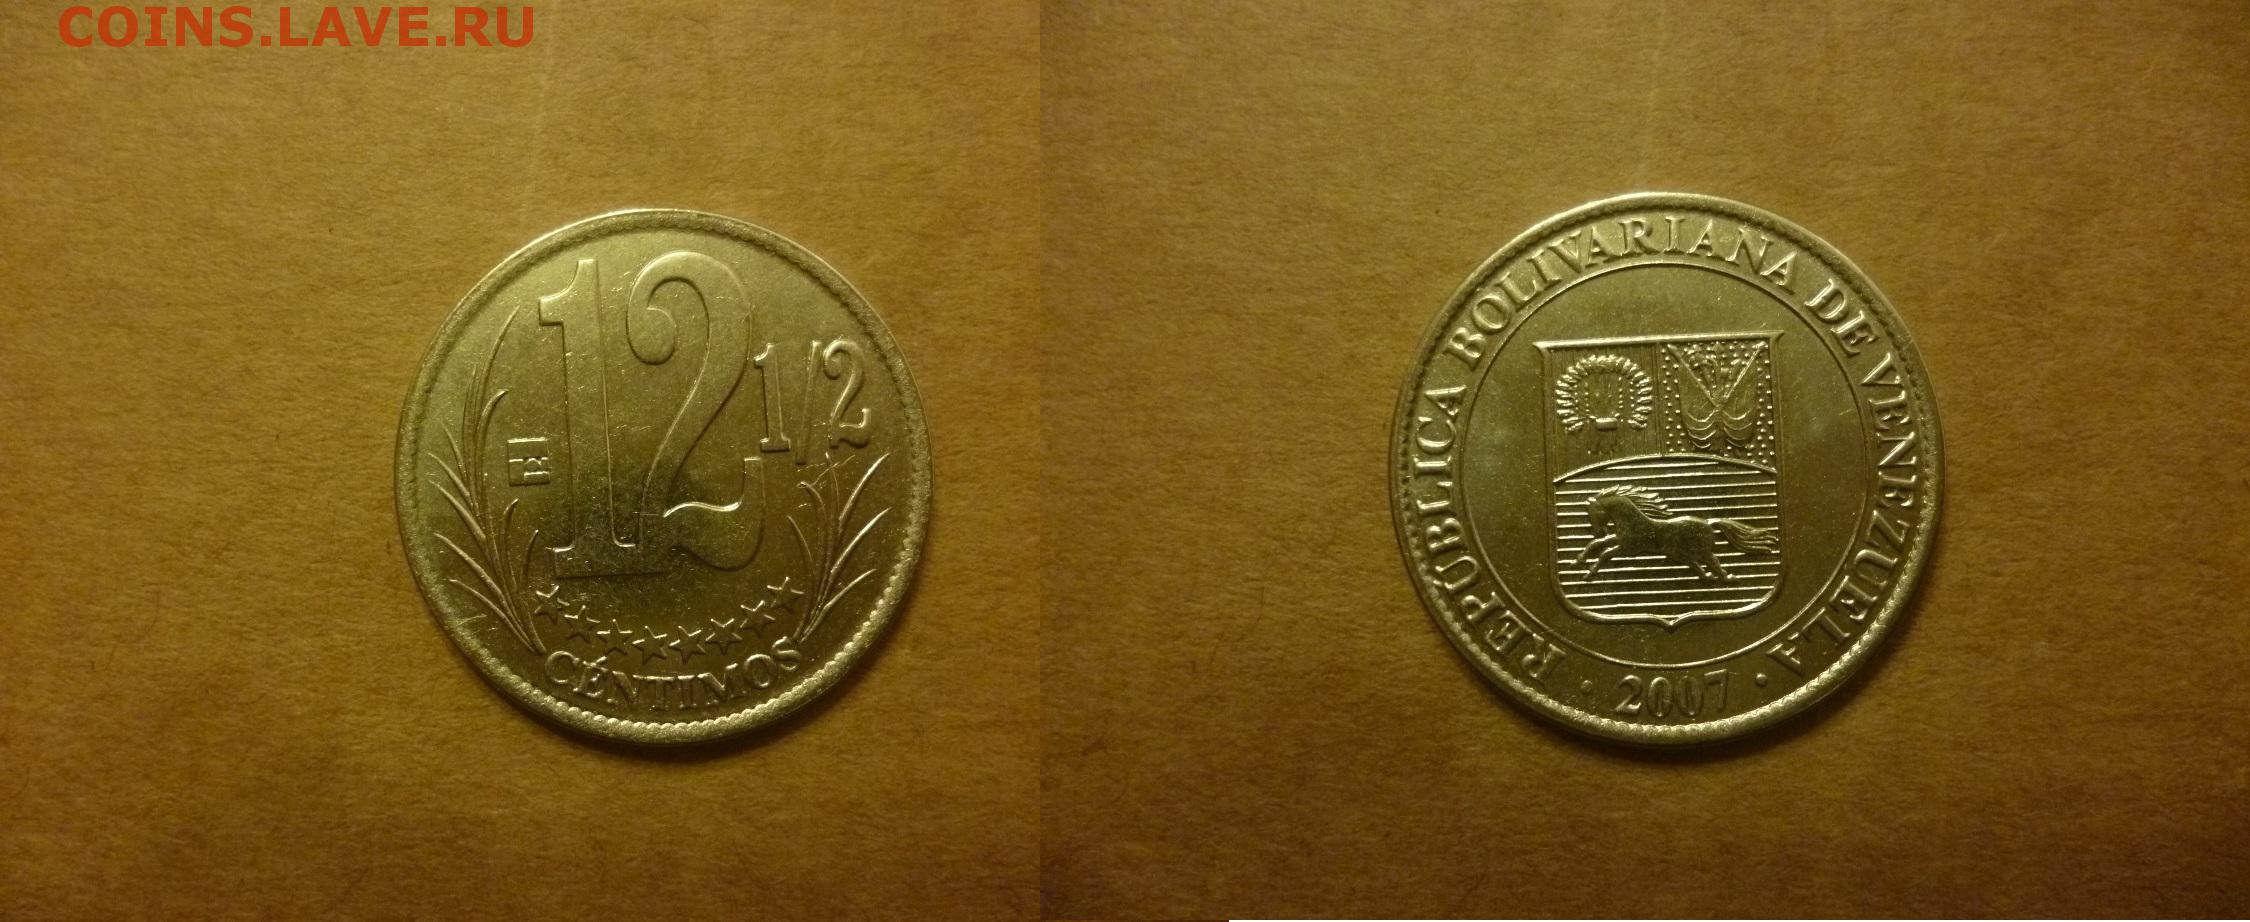 COINS.LAVE.RU
12 1/2
CÉNTIMOS
REPÚBLICA BOLIVARIANA DE VENEZUELA
· 2007 ·